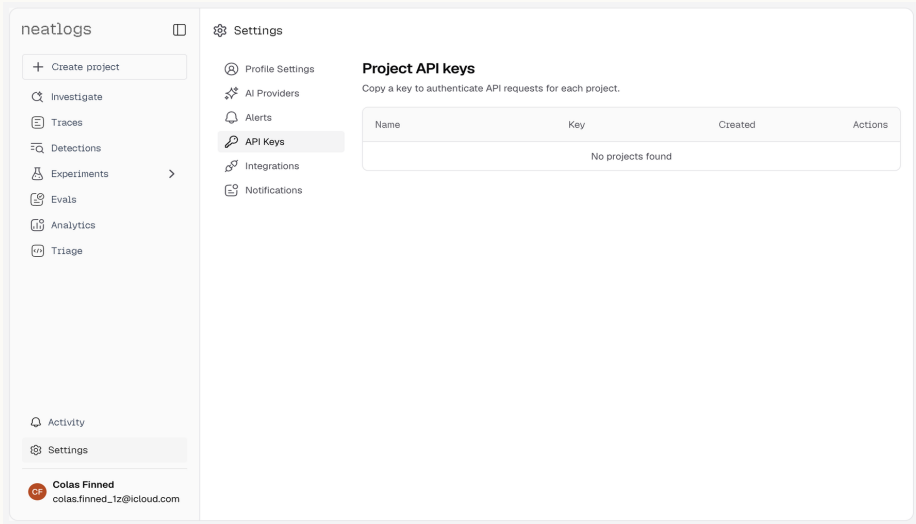 neatlogs
Create project
Investigate
Traces
Detections
Experiments
Evals
Analytics
Triage
Activity
Settings
CF
Colas Finned
colas.finned_1z@icloud.com
Settings
Profile Settings
AI Providers
Alerts
API Keys
Integrations
Notifications
Project API keys
Copy a key to authenticate API requests for each project.
Name Key Created Actions
No projects found